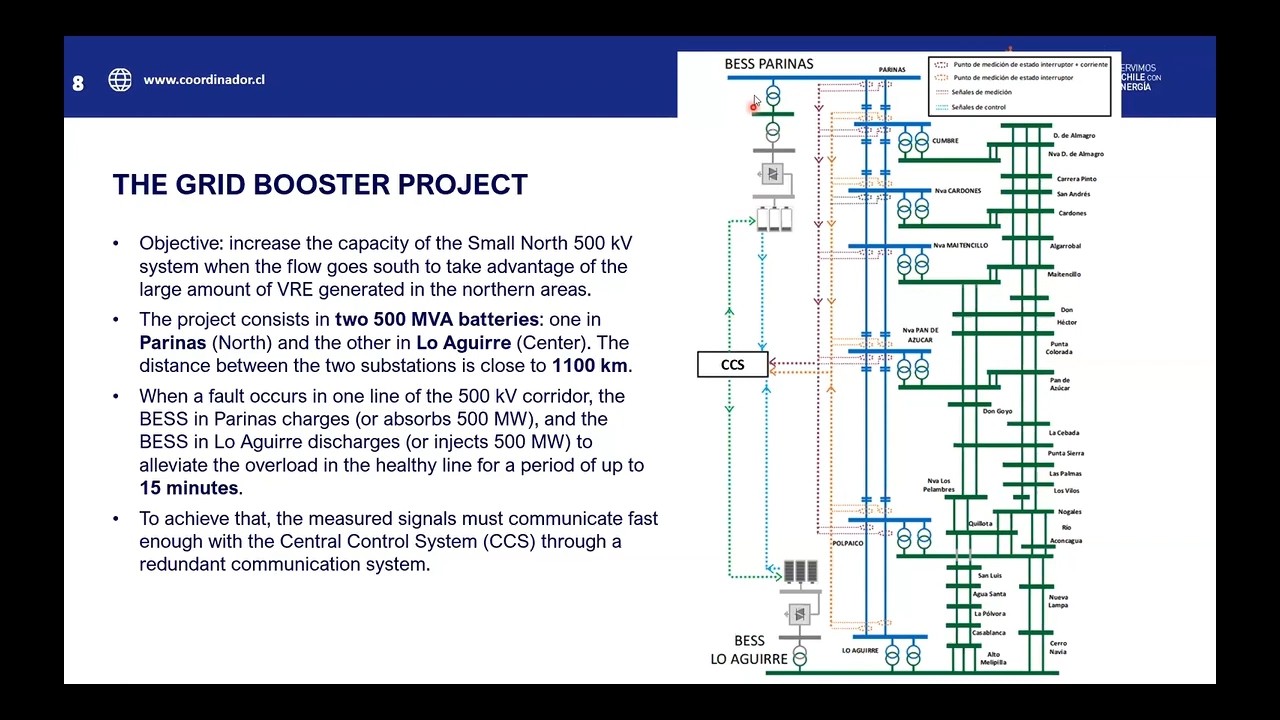 8
www.coordinador.cl
ERVIMOS
CHILE CON
NERGÍA
THE GRID BOOSTER PROJECT
• Objective: increase the capacity of the Small North 500 kV
system when the flow goes south to take advantage of the
large amount of VRE generated in the northern areas.
• The project consists in two 500 MVA batteries: one in
Parinas (North) and the other in Lo Aguirre (Center). The
distance between the two substations is close to 1100 km.
• When a fault occurs in one line of the 500 kV corridor, the
BESS in Parinas charges (or absorbs 500 MW), and the
BESS in Lo Aguirre discharges (or injects 500 MW) to
alleviate the overload in the healthy line for a period of up to
15 minutes.
• To achieve that, the measured signals must communicate fast
enough with the Central Control System (CCS) through a
redundant communication system.
BESS PARINAS
PARINAS
Punto de medición de estado interruptor + corriente
Punto de medición de estado interruptor
Señales de medición
Señales de control
CUMBRE
Nva CARDONES
Nva MAITENCILLO
Nva PAN DE
AZUCAR
CCS
POLPAICO
BESS
LO AGUIRRE
LO AGUIRRE
D. de Almagro
Nva D. de Almagro
Carrera Pinto
San Andrés
Cardones
Algarrobal
Maitencillo
Don
Héctor
Punta
Colorada
Pan de
Azúcar
Don Goyo
La Cebada
Punta Sierra
Las Palmas
Los Vilos
Nva Los
Pelambres
Nogales
Quillota
Río
Aconcagua
San Luis
Agua Santa
La Pólvora
Casablanca
Alto
Melipilla
Nueva
Lampa
Cerro
Navia